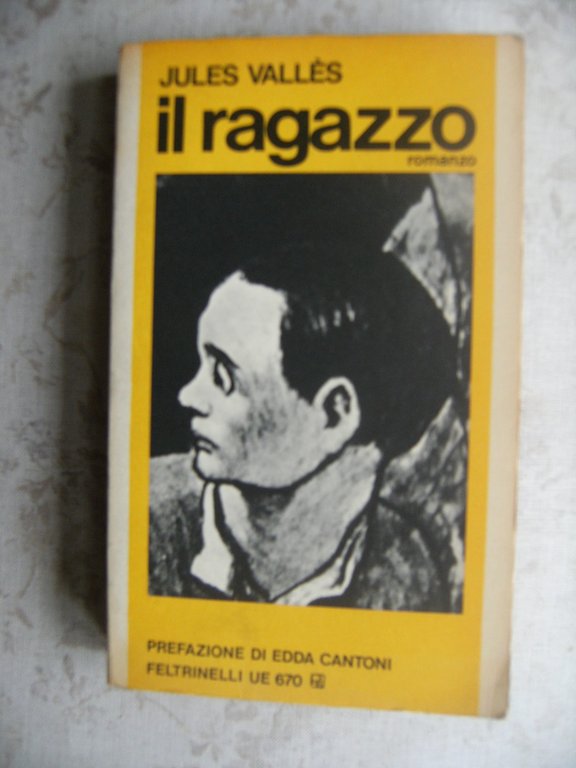 JULES VALLÈS
il ragazzo
romanzo
PREFAZIONE DI EDDA CANTONI
FELTRINELLI UE 670